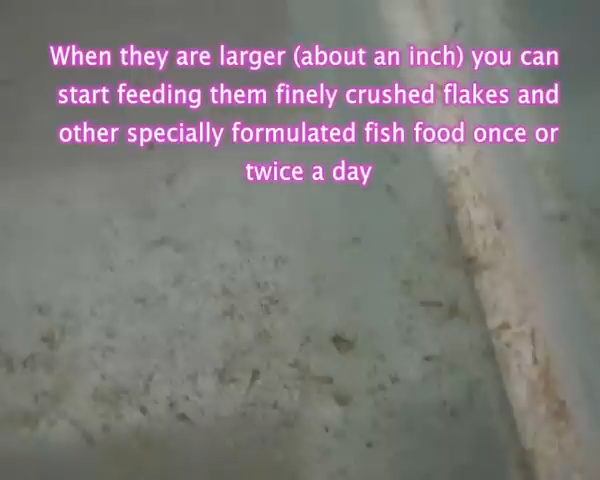 When they are larger (about an inch) you can
start feeding them finely crushed flakes and
other specially formulated fish food once or
twice a day